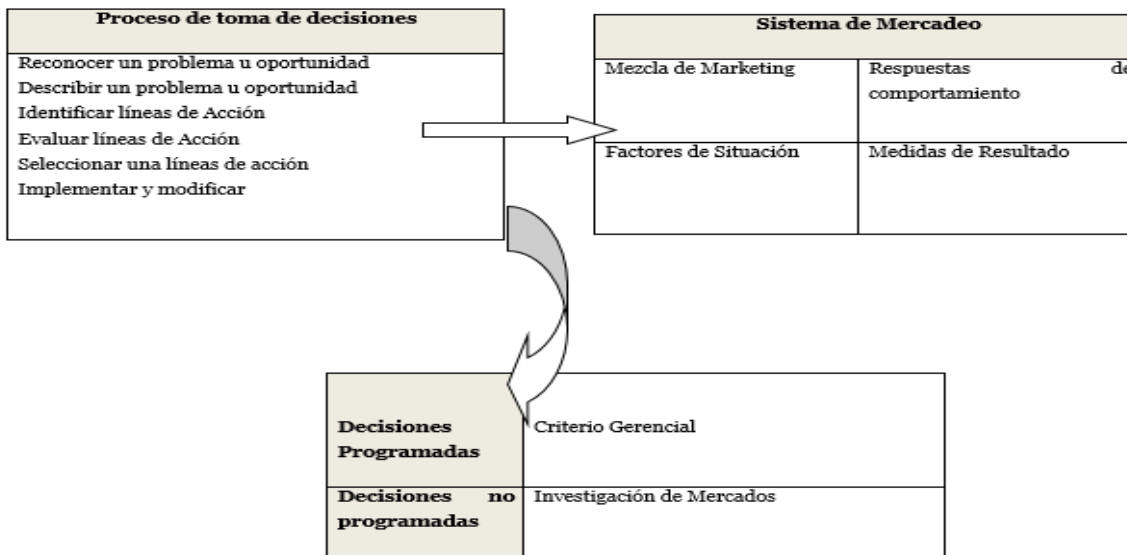 Proceso de toma de decisiones
Reconocer un problema u oportunidad
Describir un problema u oportunidad
Identificar líneas de Acción
Evaluar líneas de Acción
Seleccionar una líneas de acción
Implementar y modificar
Sistema de Mercadeo
Mezcla de Marketing
Respuestas de
comportamiento
Factores de Situación
Medidas de Resultado
Decisiones
Programadas
Criterio Gerencial
Decisiones no
programadas
Investigación de Mercados